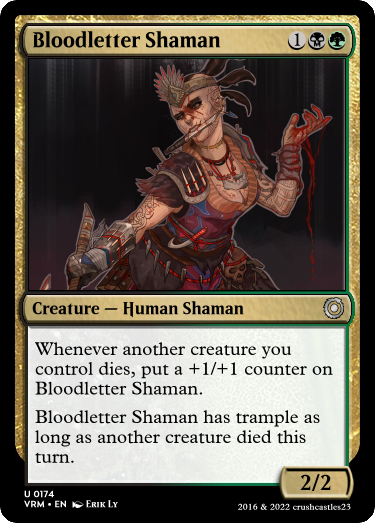 Bloodletter Shaman 1
Creature — Human Shaman
Whenever another creature you
control dies, put a +1/+1 counter on
Bloodletter Shaman.
Bloodletter Shaman has trample as
long as another creature died this
turn.
2/2
U 0174
VRM • EN Erik Ly
2016 & 2022 crushcastles23